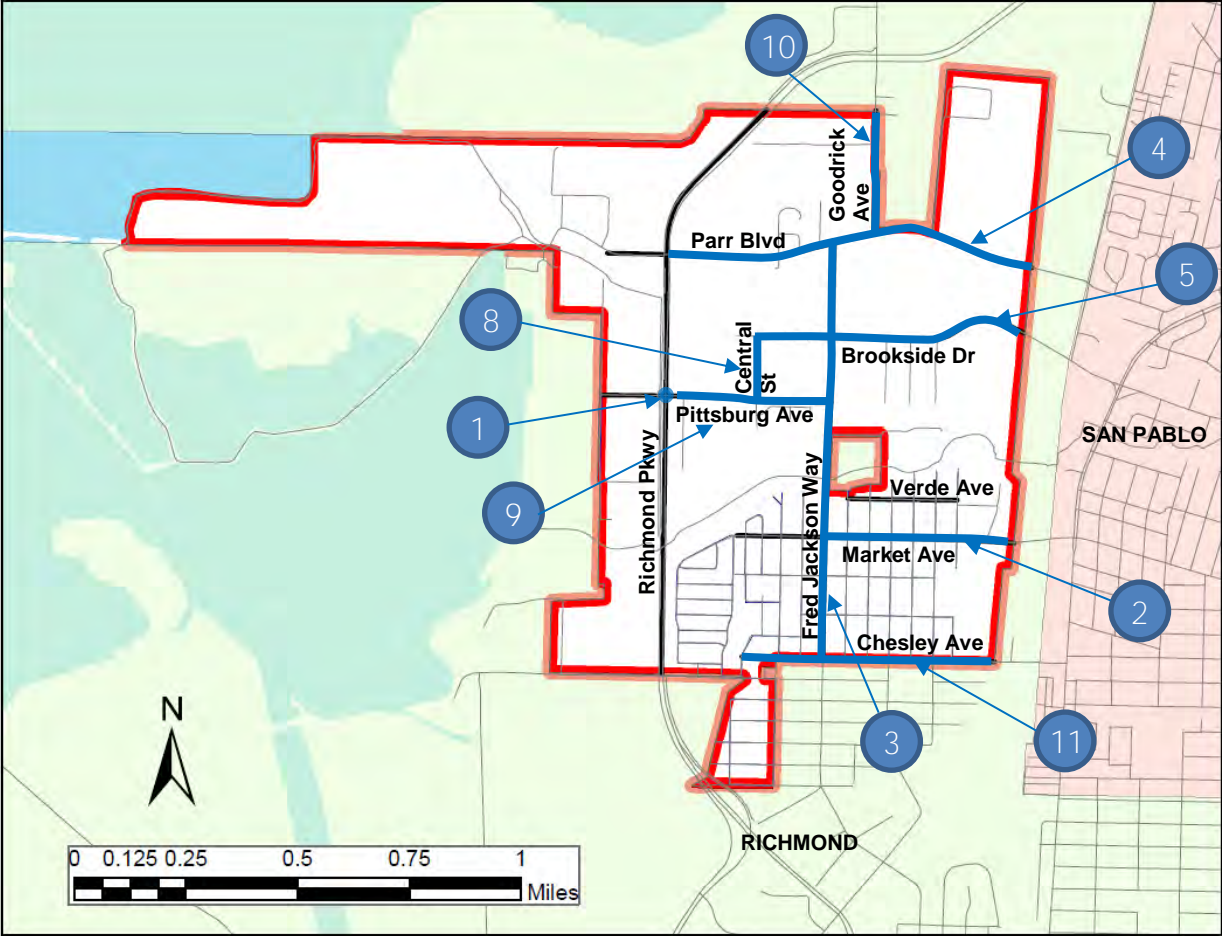 10
4
Goodrick
Ave
Parr Blvd
5
8
Central
St
Brookside Dr
1
Pittsburg Ave
SAN PABLO
Richmond Pkwy
9
Fred Jackson Way
Verde Ave
Market Ave
2
Chesley Ave
3
11
N
RICHMOND
0 0.125 0.25 0.5 0.75 1
Miles